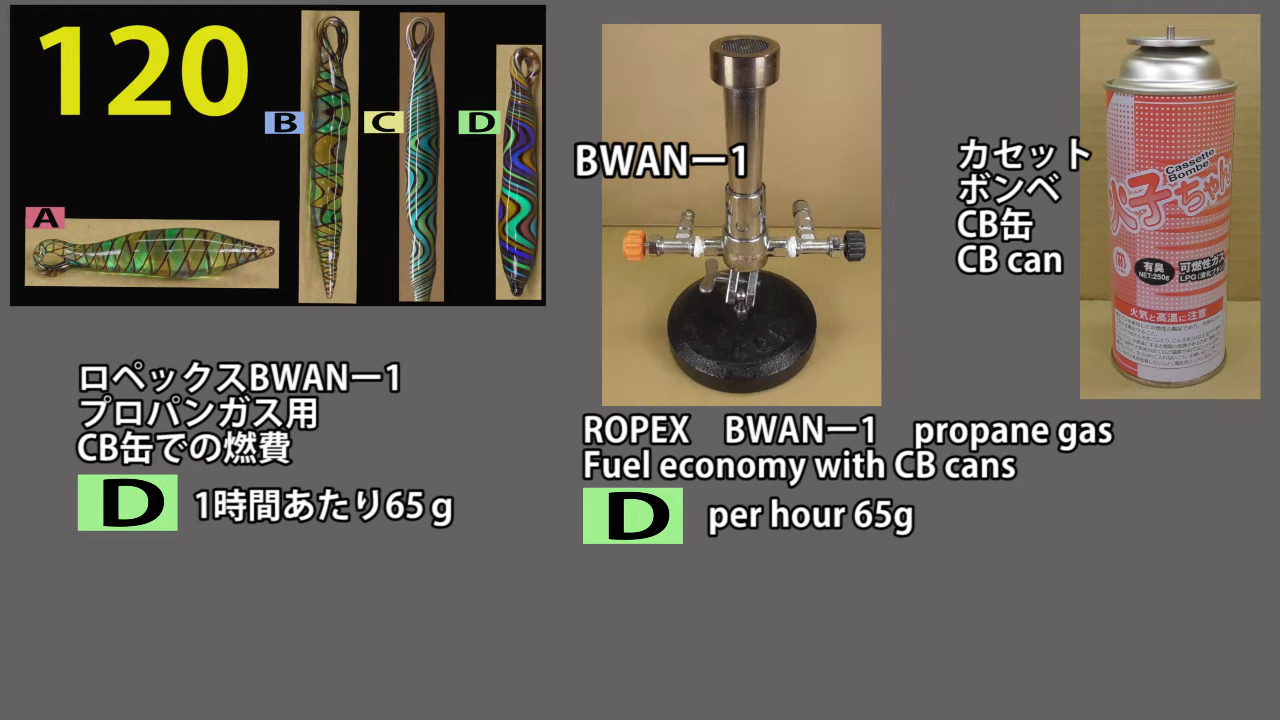 120
A
B
C
D
BWANー1
カセット
ボンベ
CB缶
CB can
Cassette
Bombe
火子ちゃん
有臭
NET:250g
可燃性ガス
火気と高温に注意
ロペックスBWANー1
プロパンガス用
CB缶での燃費
D 1時間あたり65g
ROPEX BWANー1 propane gas
Fuel economy with CB cans
D per hour 65g